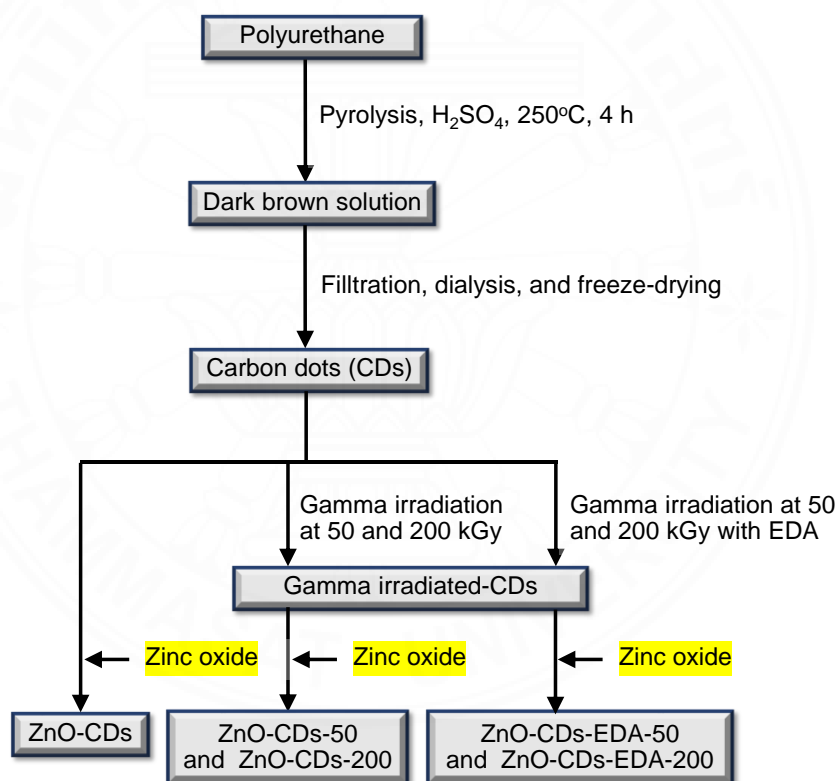 Polyurethane
Pyrolysis, H₂SO₄, 250°C, 4 h
Dark brown solution
Filltration, dialysis, and freeze-drying
Carbon dots (CDs)
Gamma irradiation
at 50 and 200 kGy
Gamma irradiation at 50
and 200 kGy with EDA
Gamma irradiated-CDs
Zinc oxide
Zinc oxide
Zinc oxide
ZnO-CDs
ZnO-CDs-50
and ZnO-CDs-200
ZnO-CDs-EDA-50
and ZnO-CDs-EDA-200